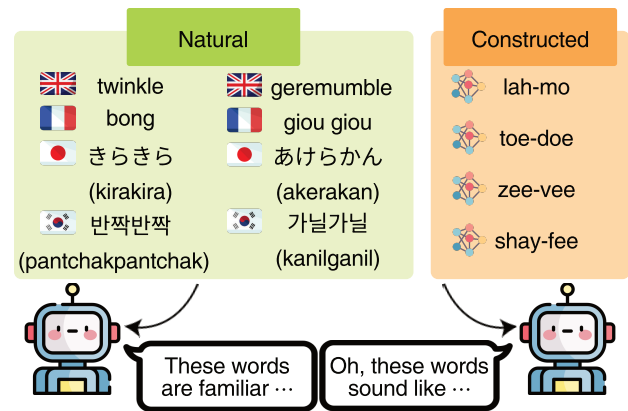 Natural
twinkle
bong
きらきら
(kirakira)
반짝반짝
(pantchakpantchak)
geremumble
giou giou
あけらかん
(akerakan)
가닐가닐
(kanilganil)
Constructed
lah-mo
toe-doe
zee-vee
shay-fee
These words
are familiar ⋯
Oh, these words
sound like ⋯